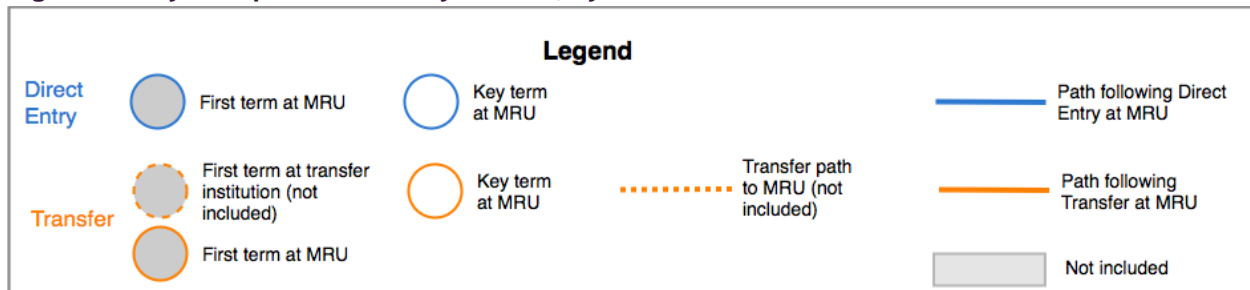 Legend
Direct
Entry
First term at MRU
Key term
at MRU
Path following Direct
Entry at MRU
Transfer
First term at transfer
institution (not
included)
Key term
at MRU
Transfer path
to MRU (not
included)
Path following
Transfer at MRU
First term at MRU
Not included